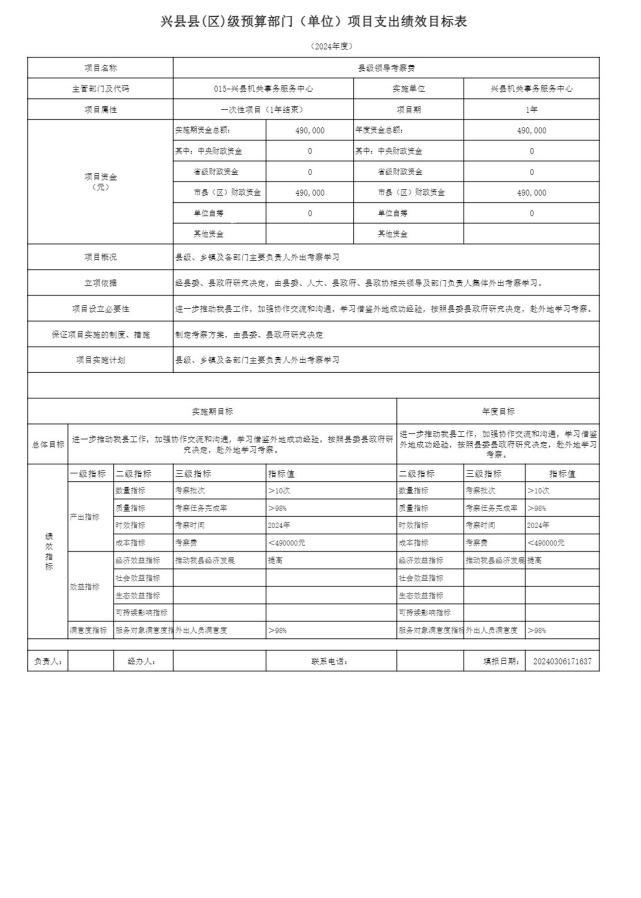 兴县县(区)级预算部门（单位）项目支出绩效目标表
（2024年度）
项目名称 县级领导考察费
主管部门及代码 015-兴县机关事务服务中心 实施单位 兴县机关事务服务中心
项目属性 一次性项目（1年结束） 项目期 1年
项目资金
（元）
实施期资金总额： 490,000 年度资金总额： 490,000
其中：中央财政资金 0 其中：中央财政资金 0
省级财政资金 0 省级财政资金 0
市县（区）财政资金 490,000 市县（区）财政资金 490,000
单位自筹 0 单位自筹 0
其他资金 其他资金
项目概况 县级、乡镇及各部门主要负责人外出考察学习
立项依据 经县委、县政府研究决定，由县委、人大、县政府、县政协相关领导及部门负责人集体外出考察学习。
项目设立必要性 进一步推动我县工作，加强协作交流和沟通，学习借鉴外地成功经验，按照县委县政府研究决定，赴外地学习考察。
保证项目实施的制度、措施 制定考察方案，由县委、县政府研究决定
项目实施计划 县级、乡镇及各部门主要负责人外出考察学习
实施期目标 年度目标
总体目标
进一步推动我县工作，加强协作交流和沟通，学习借鉴外地成功经验，按照县委县政府研
究决定，赴外地学习考察。
进一步推动我县工作，加强协作交流和沟通，学习借鉴
外地成功经验，按照县委县政府研究决定，赴外地学习
考察。
绩效指标
一级指标 二级指标 三级指标 指标值 二级指标 三级指标 指标值
产出指标
数量指标 考察批次 ＞10次 数量指标 考察批次 ＞10次
质量指标 考察任务完成率 ＞98% 质量指标 考察任务完成率 ＞98%
时效指标 考察时间 2024年 时效指标 考察时间 2024年
成本指标 考察费 ＜490000元 成本指标 考察费 ＜490000元
效益指标
经济效益指标 推动我县经济发展 提高 经济效益指标 推动我县经济发展 提高
社会效益指标 社会效益指标
生态效益指标 生态效益指标
可持续影响指标 可持续影响指标
满意度指标 服务对象满意度指标 外出人员满意度 ＞98% 服务对象满意度指标 外出人员满意度 ＞98%
负责人： 经办人： 联系电话： 填报日期： 20240306171637